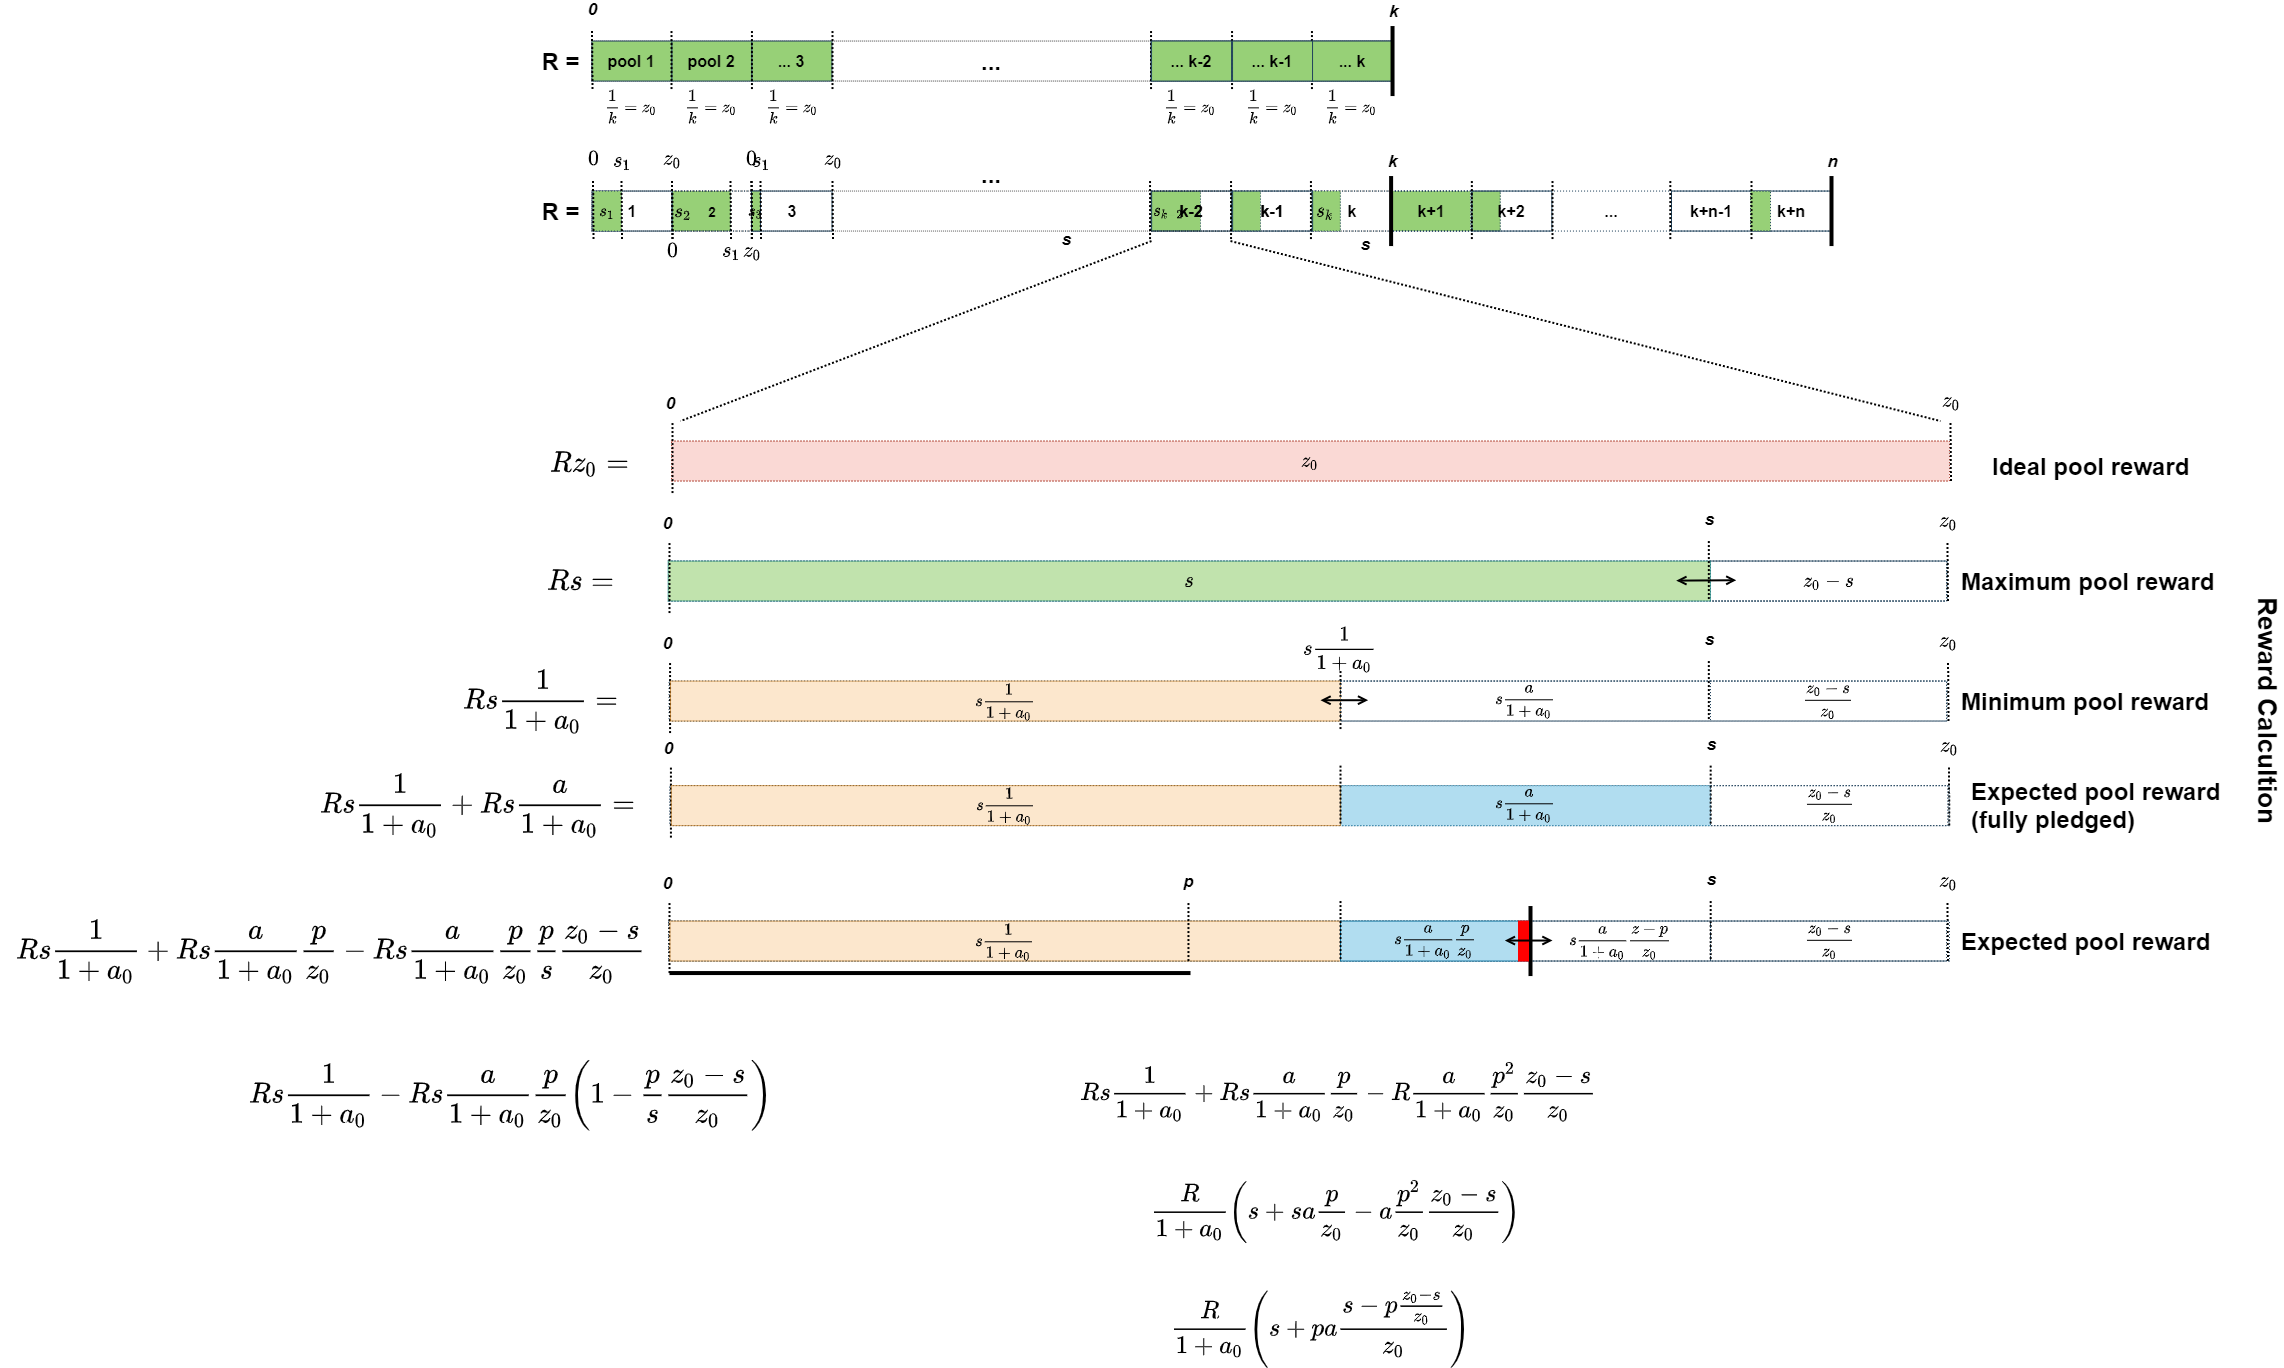 0 k
R = pool 1 pool 2 ... 3 ... ... k-2 ... k-1 ... k
\frac{1}{k} = z_0 \frac{1}{k} = z_0 \frac{1}{k} = z_0 \frac{1}{k} = z_0 \frac{1}{k} = z_0 \frac{1}{k} = z_0
0 s_1 z_0 0 s_1 z_0 ... k n
R = s_1 1 s_2 2 s_3 3 s_k k-2 k-1 s_k k k+1 k+2 ... k+n-1 k+n
0 s_1 z_0 s s
0 z_0
Rz_0 = z_0 Ideal pool reward
0 s z_0
Rs = s z_0 - s Maximum pool reward
0 s\frac{1}{1 + a_0} s z_0
Rs\frac{1}{1 + a_0} = s\frac{1}{1 + a_0} s\frac{a}{1 + a_0} \frac{z_0 - s}{z_0} Minimum pool reward
0 s z_0
Rs\frac{1}{1 + a_0} + Rs\frac{a}{1 + a_0} = s\frac{1}{1 + a_0} s\frac{a}{1 + a_0} \frac{z_0 - s}{z_0} Expected pool reward
(fully pledged)
0 p s z_0
Rs\frac{1}{1 + a_0} + Rs\frac{a}{1 + a_0}\frac{p}{z_0} - Rs\frac{a}{1 + a_0}\frac{p}{z_0}\frac{p}{s}\frac{z_0 - s}{z_0} s\frac{1}{1 + a_0} s\frac{a}{1 + a_0}\frac{p}{z_0} s\frac{a}{1 + a_0}\frac{z - p}{z_0} \frac{z_0 - s}{z_0} Expected pool reward
Reward Calcultion
Rs\frac{1}{1 + a_0} - Rs\frac{a}{1 + a_0}\frac{p}{z_0}(1 - \frac{p}{s}\frac{z_0 - s}{z_0})
Rs\frac{1}{1 + a_0} + Rs\frac{a}{1 + a_0}\frac{p}{z_0} - R\frac{a}{1 + a_0}\frac{p^2}{z_0}\frac{z_0 - s}{z_0}
\frac{R}{1 + a_0}(s + sa\frac{p}{z_0} - a\frac{p^2}{z_0}\frac{z_0 - s}{z_0})
\frac{R}{1 + a_0}(s + pa\frac{s - p\frac{z_0 - s}{z_0}}{z_0})